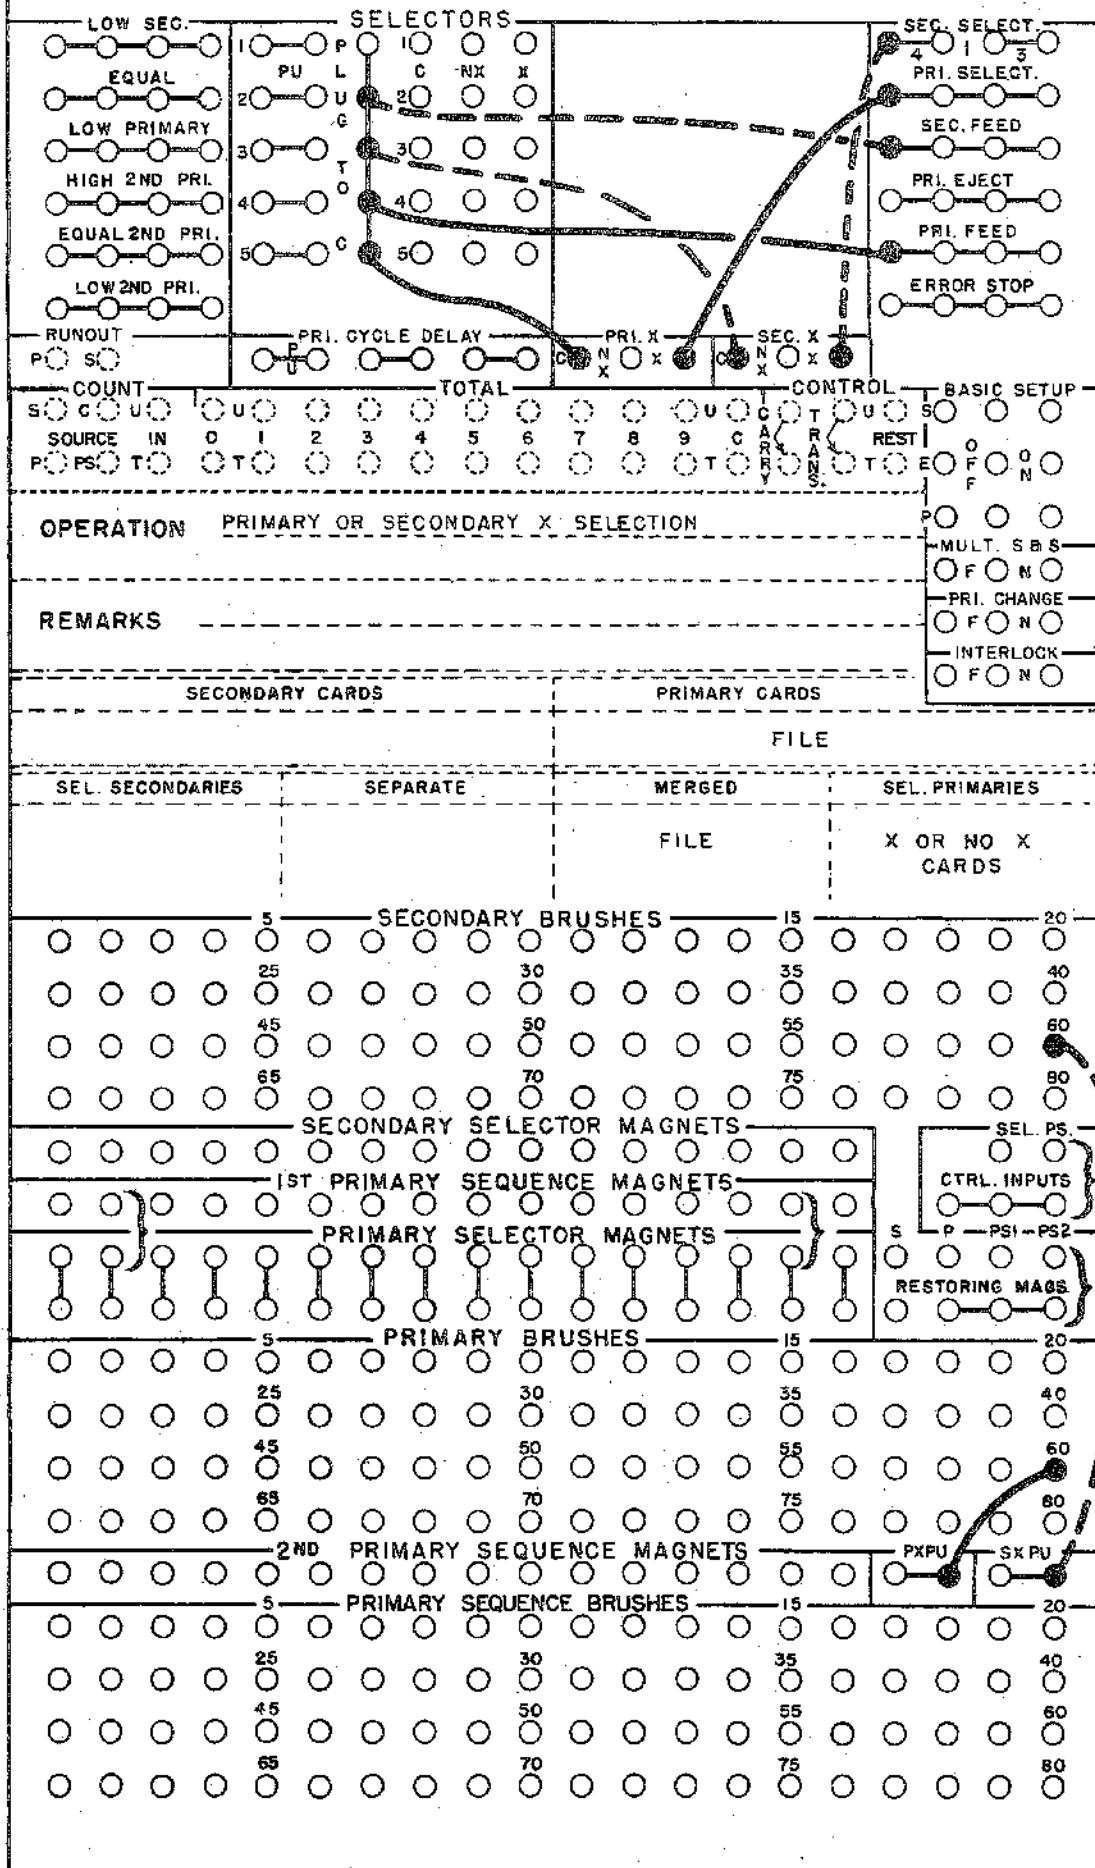 LOW SEC. SELECTORS SEC. SELECT.
1 P 1 4 1 3
EQUAL PU L C NX X PRI. SELECT.
2 U 2
LOW PRIMARY G SEC. FEED
3 3
HIGH 2ND PRI. T PRI. EJECT
4 O 4
EQUAL 2ND PRI. PRI. FEED
5 C 5
LOW 2ND PRI. ERROR STOP
RUNOUT PRI. CYCLE DELAY PRI. X SEC. X
P S P U C N X X C N X X
COUNT TOTAL CONTROL BASIC SETUP
S C U U U C T U S
SOURCE IN 0 1 2 3 4 5 6 7 8 9 C CARRY TRANS. REST OFF ON
P PS T T T T E
OPERATION PRIMARY OR SECONDARY X SELECTION P
MULT. S & S
F N
PRI. CHANGE
REMARKS F N
INTERLOCK
F N
SECONDARY CARDS PRIMARY CARDS
FILE
SEL. SECONDARIES SEPARATE MERGED SEL. PRIMARIES
FILE X OR NO X
CARDS
5 SECONDARY BRUSHES 15 20
25 30 35 40
45 50 55 60
65 70 75 80
SECONDARY SELECTOR MAGNETS SEL. PS.
1ST PRIMARY SEQUENCE MAGNETS CTRL. INPUTS
PRIMARY SELECTOR MAGNETS S P PS1 PS2
RESTORING MAGS.
5 PRIMARY BRUSHES 15 20
25 30 35 40
45 50 55 60
65 70 75 80
2ND PRIMARY SEQUENCE MAGNETS PXPU SXPU
5 PRIMARY SEQUENCE BRUSHES 15 20
25 30 35 40
45 50 55 60
65 70 75 80